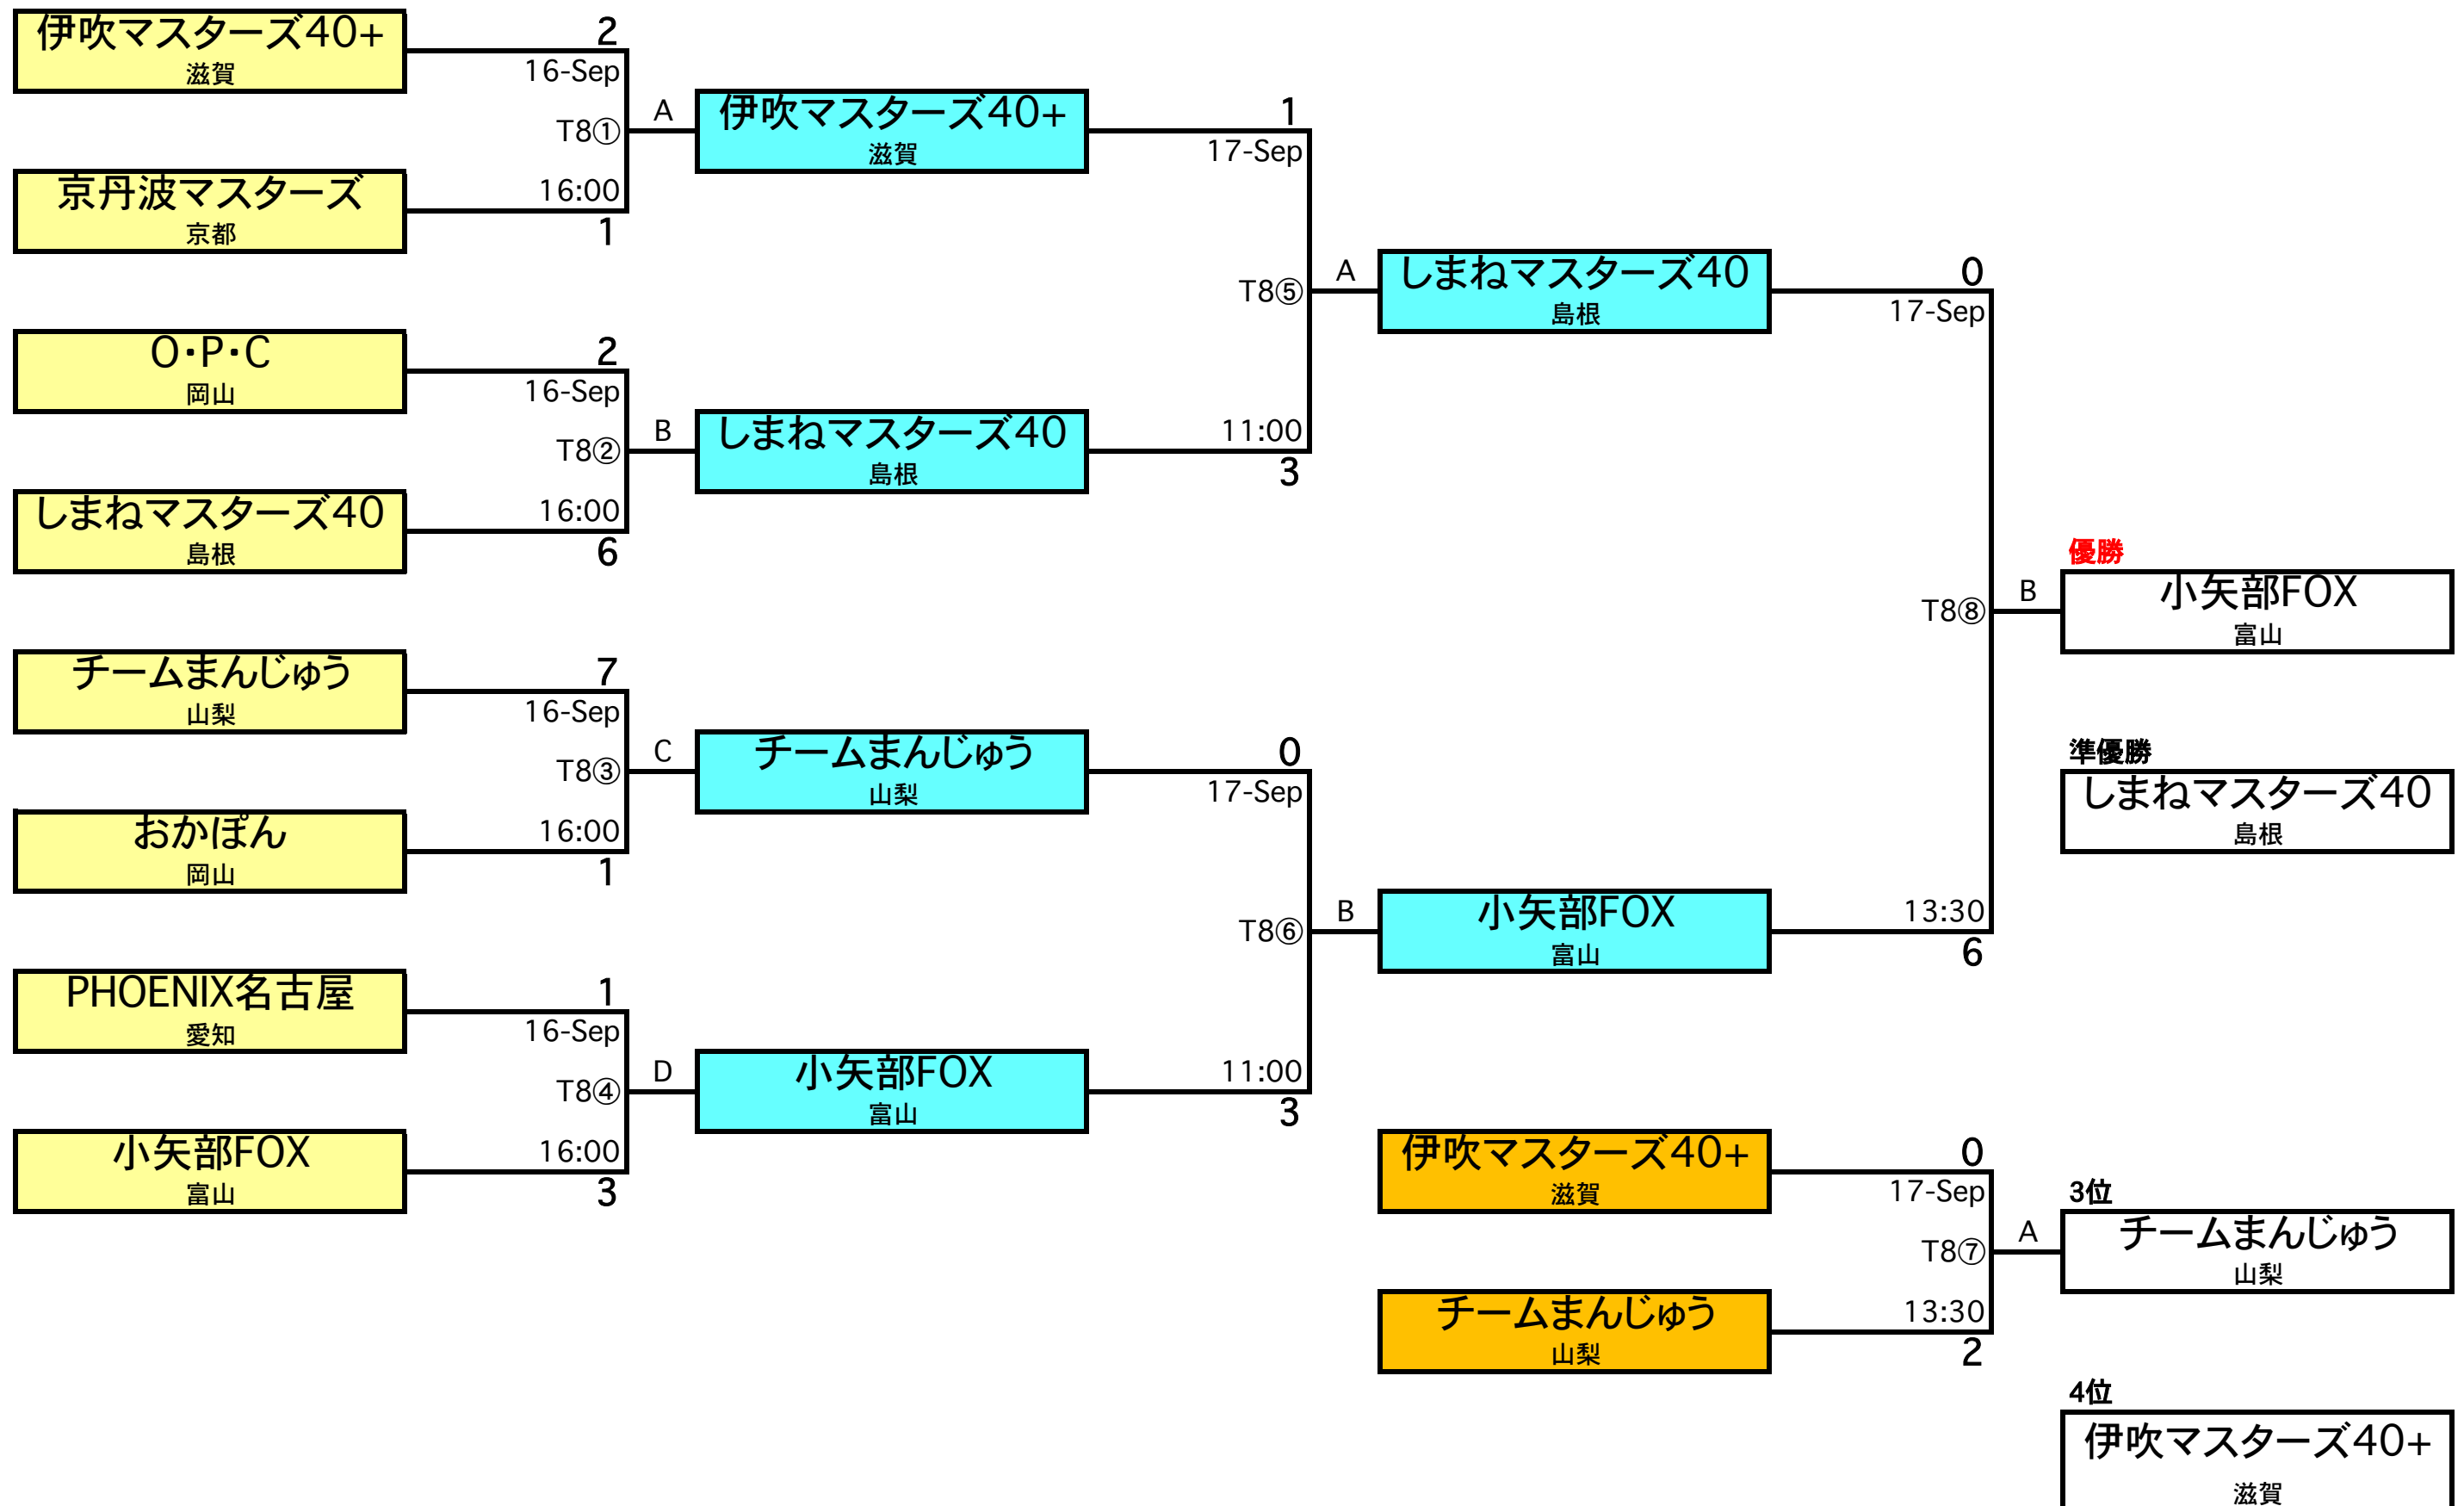 伊吹マスターズ40+
滋賀
2
16-Sep
T8①
A
16:00
1
京丹波マスターズ
京都
O・P・C
岡山
2
16-Sep
T8②
B
16:00
6
しまねマスターズ40
島根
チームまんじゅう
山梨
7
16-Sep
T8③
C
16:00
1
おかぽん
岡山
PHOENIX名古屋
愛知
1
16-Sep
T8④
D
16:00
3
小矢部FOX
富山
伊吹マスターズ40+
滋賀
1
17-Sep
T8⑤
A
11:00
3
しまねマスターズ40
島根
チームまんじゅう
山梨
0
17-Sep
T8⑥
B
11:00
3
小矢部FOX
富山
しまねマスターズ40
島根
0
17-Sep
T8⑧
B
13:30
6
小矢部FOX
富山
伊吹マスターズ40+
滋賀
0
17-Sep
T8⑦
A
13:30
2
チームまんじゅう
山梨
優勝
小矢部FOX
富山
準優勝
しまねマスターズ40
島根
3位
チームまんじゅう
山梨
4位
伊吹マスターズ40+
滋賀